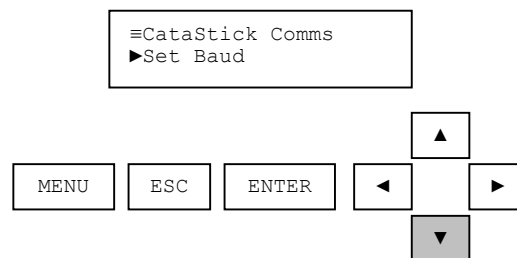 ≡CataStick Comms
►Set Baud
▲
MENU ESC ENTER ◄ ►
▼